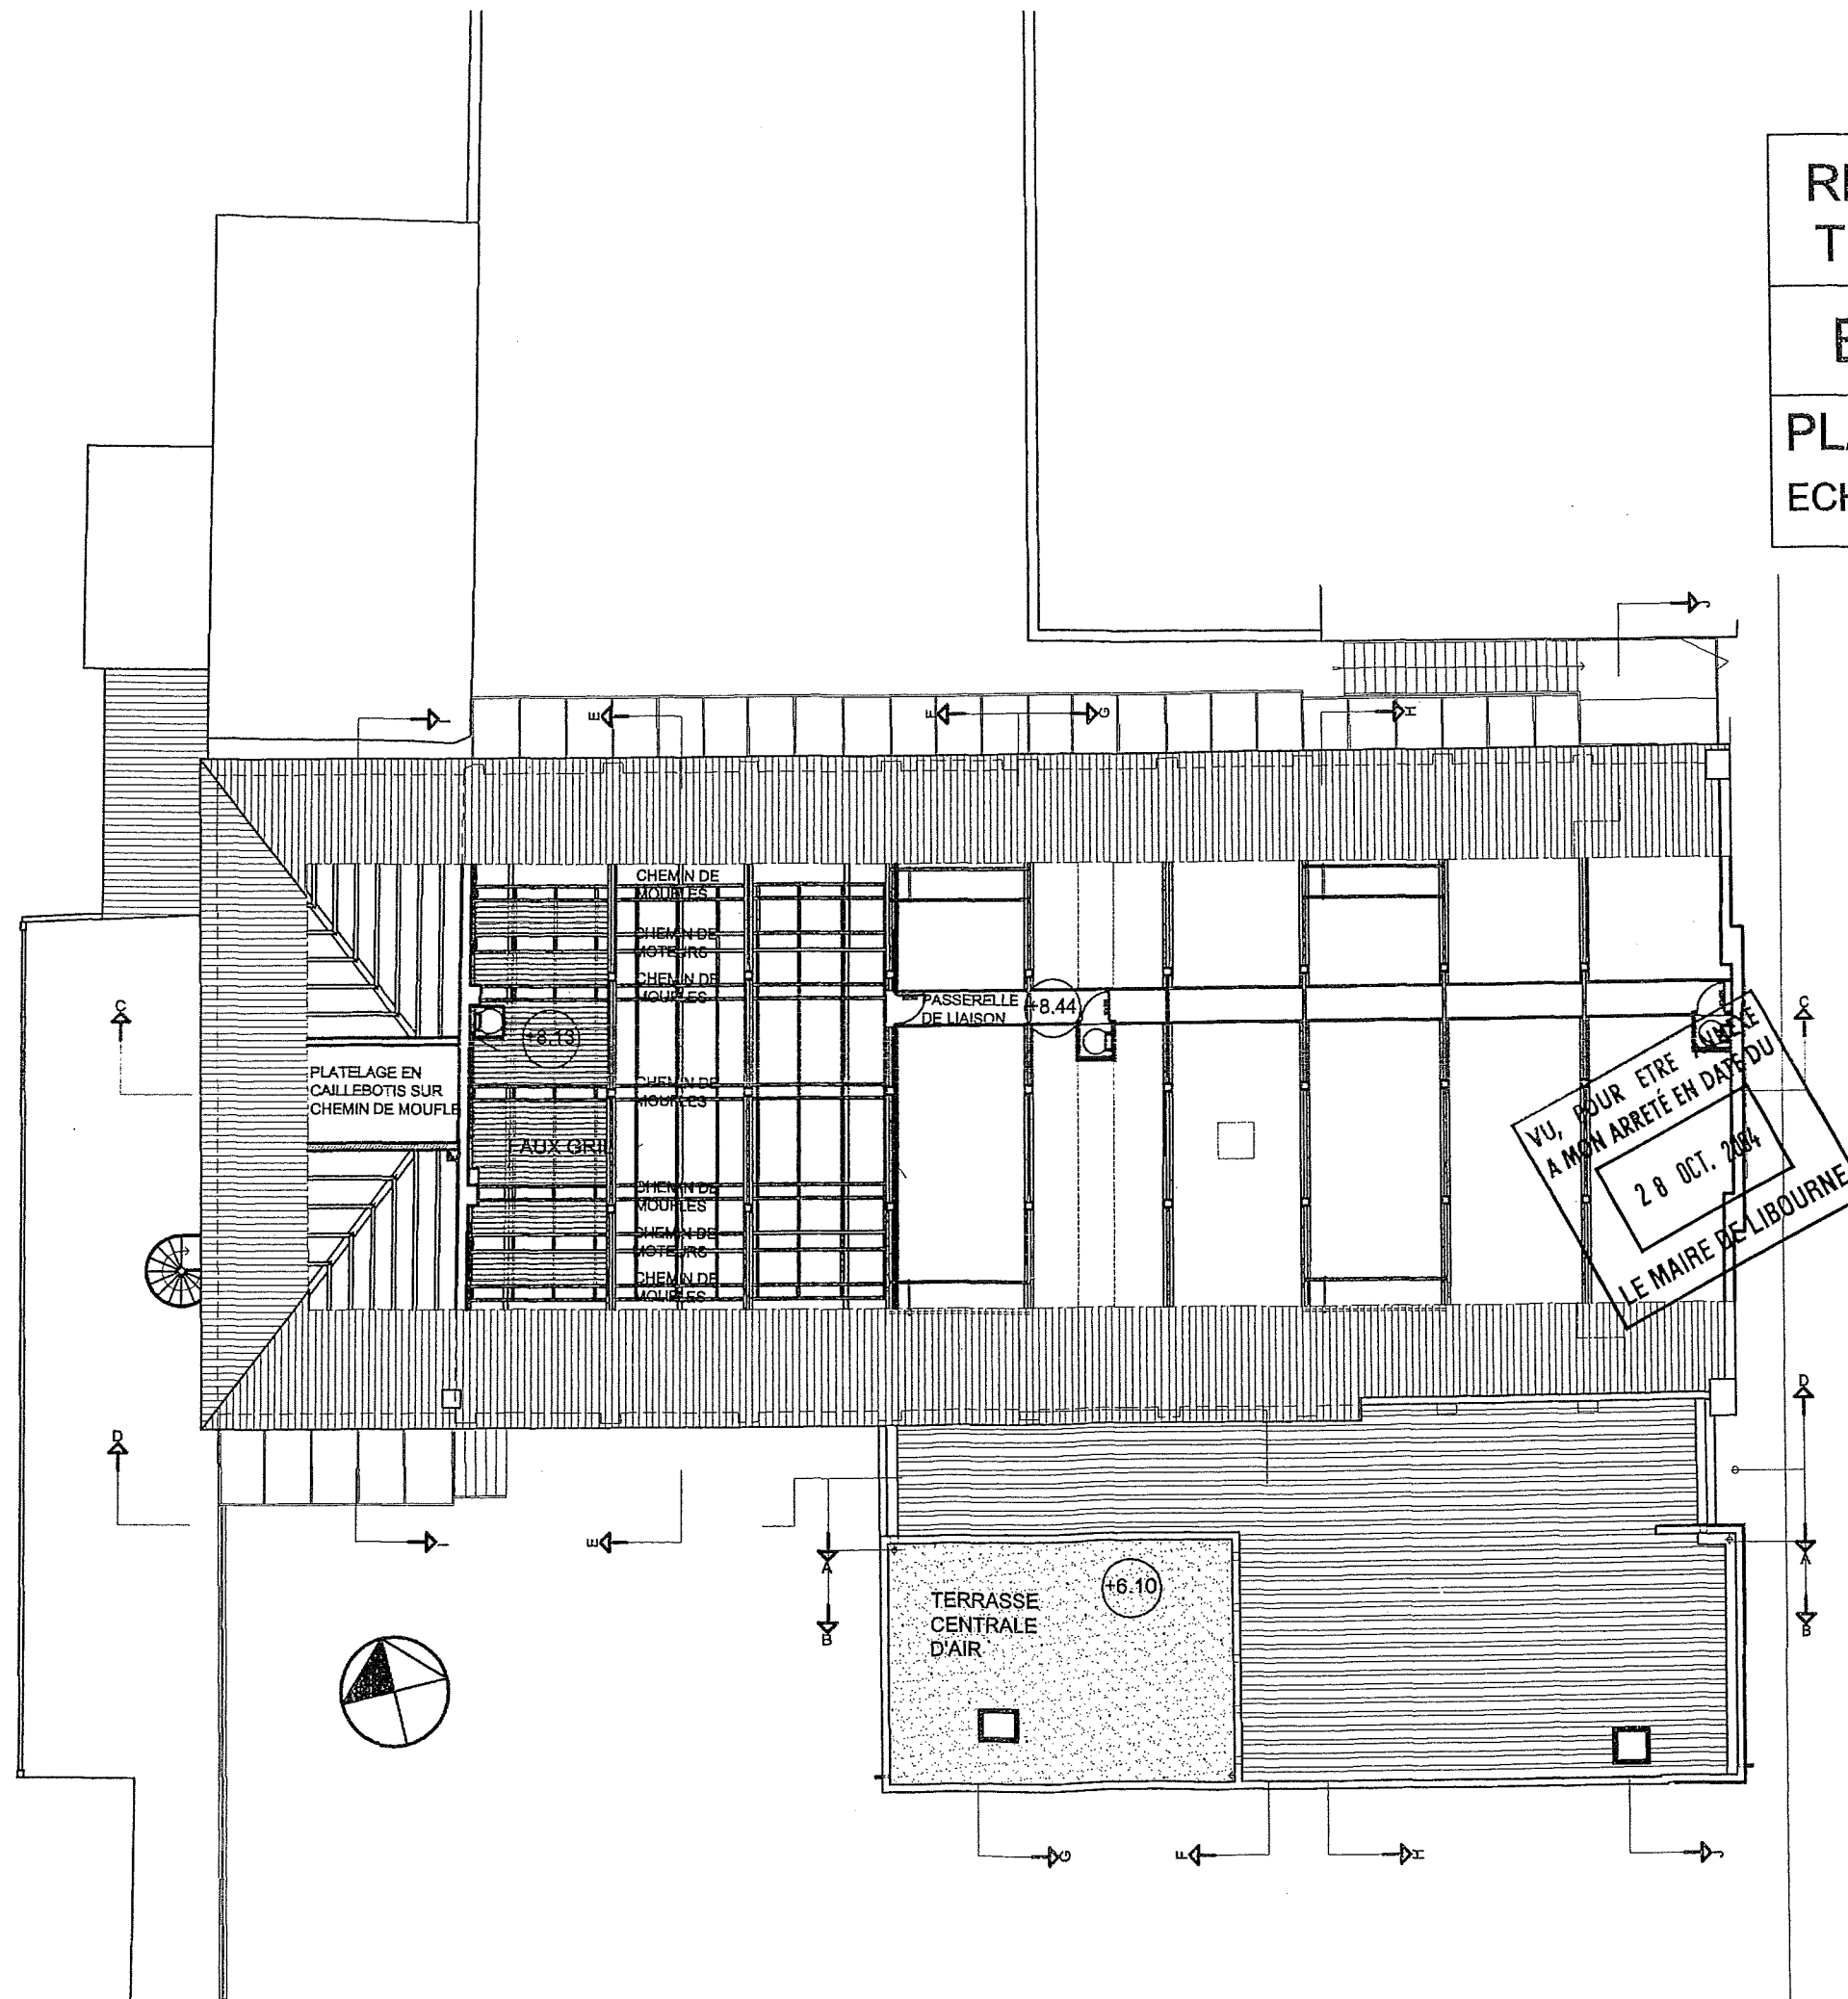 RE
T
E
PLA
ECH
J
I
E
F
G
H
CHEMIN DE
MOUFLES
CHEMIN DE
MOTEURS
CHEMIN DE
MOUFLES
C
PASSERELLE
DE LIAISON
+8.44
C
+8.13
PLATELAGE EN
CAILLEBOTIS SUR
CHEMIN DE MOUFLE
CHEMIN DE
MOUFLES
FAUX GRIL
CHEMIN DE
MOUFLES
CHEMIN DE
MOTEURS
CHEMIN DE
MOUFLES
VU, POUR ETRE ANNEXE
A MON ARRETÉ EN DATE DU
28 OCT. 2004
LE MAIRE DE LIBOURNE
D
D
I
E
A
A
B
B
TERRASSE
CENTRALE
D'AIR
+6.10
G
F
H
J